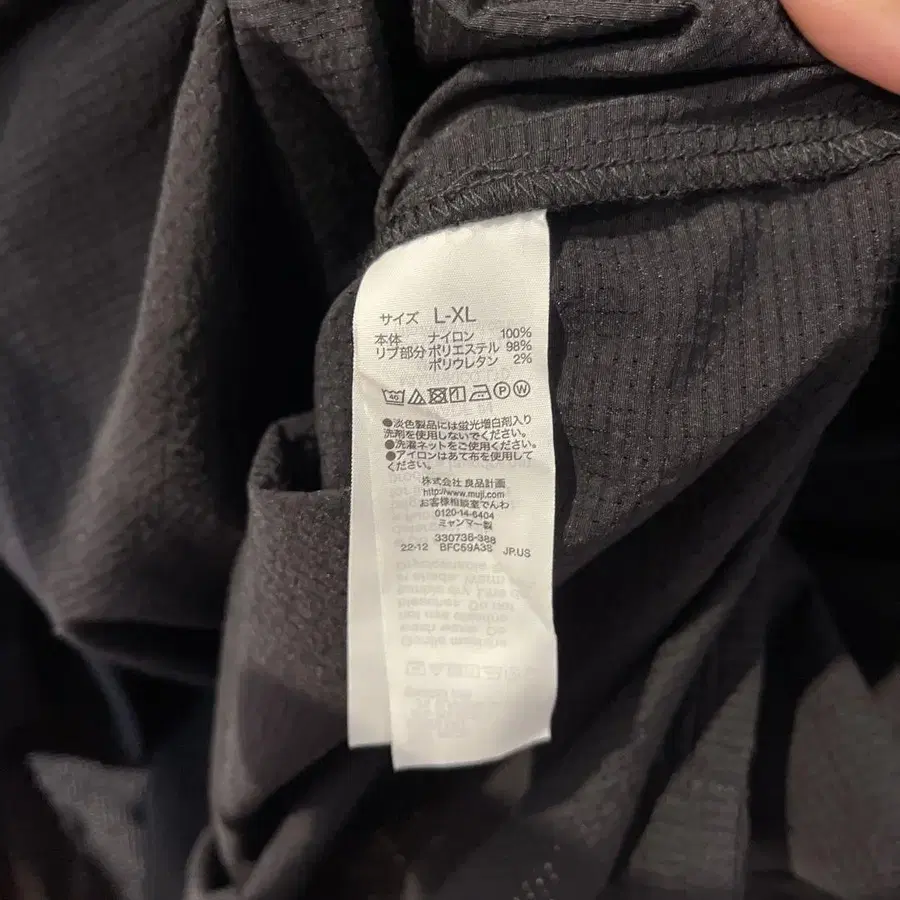 サイズ L-XL
本体 ナイロン 100%
リブ部分 ポリエステル 98%
ポリウレタン 2%
40 P W
●淡色製品には蛍光増白剤入り
洗剤を使用しないでください。
●洗濯ネットをご使用ください。
●アイロンはあて布を使用して
ください。
株式会社 良品計画
http://www.muji.com
お客様相談室でんわ
0120-14-6404
ミャンマー製
330736-388
22-12 BFC59A38 JP.US